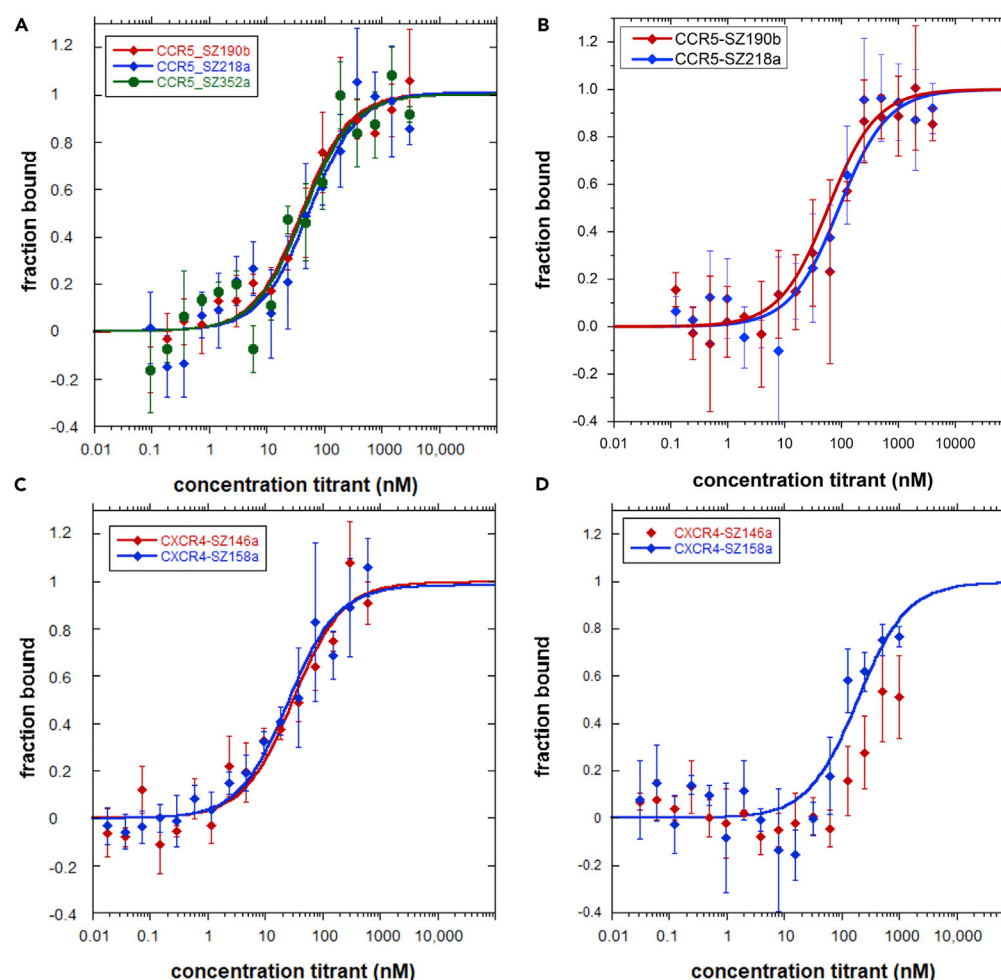 A
CCR5_SZ190b
CCR5_SZ218a
CCR5_SZ352a
fraction bound
1.2
1
0.8
0.6
0.4
0.2
0
-0.2
-0.4
0.01 0.1 1 10 100 1000 10,000
concentration titrant (nM)
B
CCR5-SZ190b
CCR5-SZ218a
fraction bound
1.2
1.0
0.8
0.6
0.4
0.2
0.0
-0.2
-0.4
0.01 0.1 1 10 100 1000 10000
concentration titrant (nM)
C
CXCR4-SZ146a
CXCR4-SZ158a
fraction bound
1.2
1
0.8
0.6
0.4
0.2
0
-0.2
-0.4
0.01 0.1 1 10 100 1000 10,000
concentration titrant (nM)
D
CXCR4-SZ146a
CXCR4-SZ158a
fraction bound
1.2
1
0.8
0.6
0.4
0.2
0
-0.2
-0.4
0.01 0.1 1 10 100 1000 10,000
concentration titrant (nM)